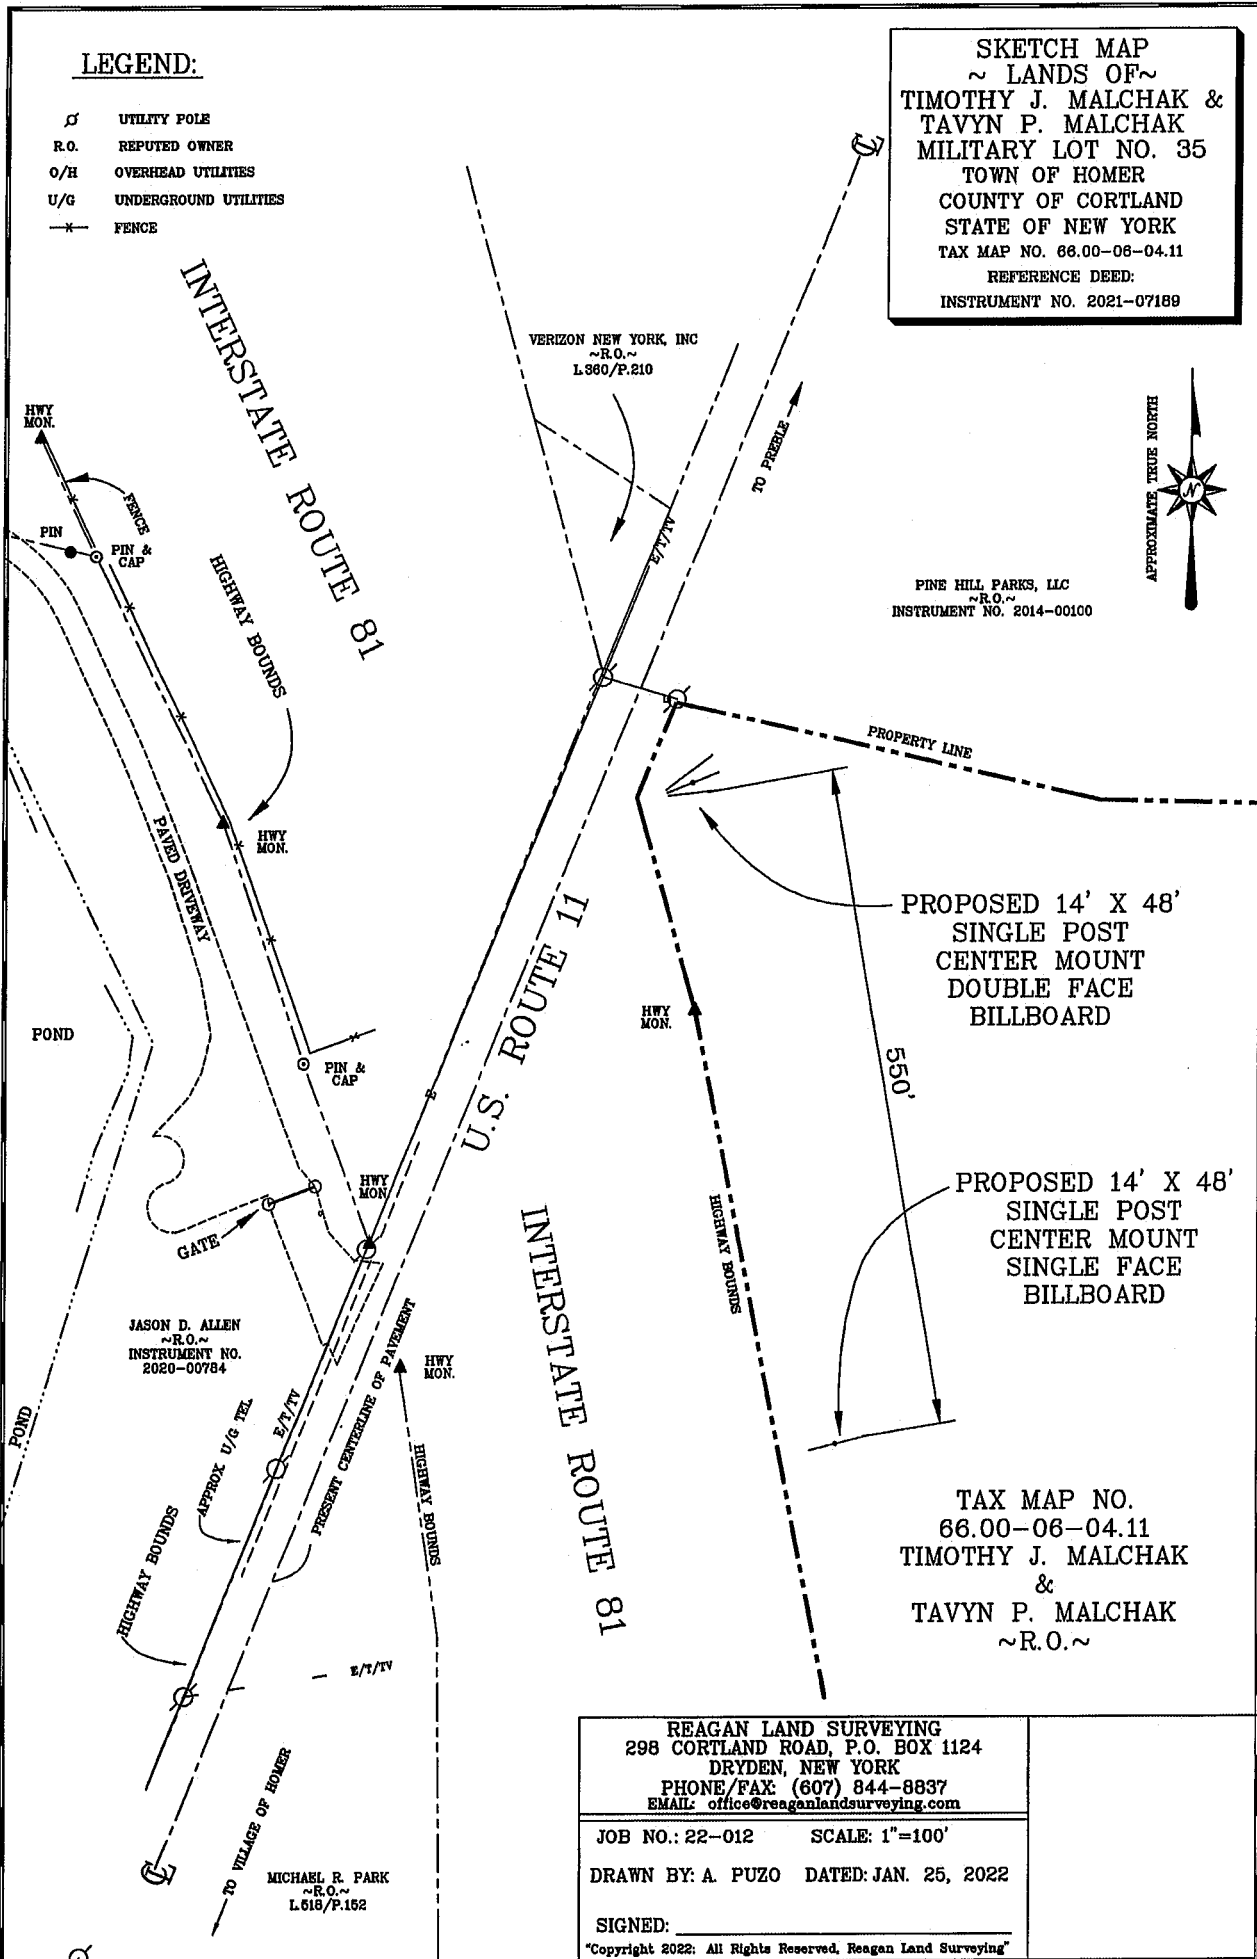 LEGEND:
UTILITY POLE
R.O. REPUTED OWNER
O/H OVERHEAD UTILITIES
U/G UNDERGROUND UTILITIES
FENCE
SKETCH MAP
~ LANDS OF~
TIMOTHY J. MALCHAK &
TAVYN P. MALCHAK
MILITARY LOT NO. 35
TOWN OF HOMER
COUNTY OF CORTLAND
STATE OF NEW YORK
TAX MAP NO. 66.00-06-04.11
REFERENCE DEED:
INSTRUMENT NO. 2021-07189
INTERSTATE ROUTE 81
VERIZON NEW YORK, INC
~R.O.~
L.360/P.210
TO PREBLE
APPROXIMATE TRUE NORTH
N
HWY
MON.
FENCE
PIN
PIN &
CAP
HIGHWAY BOUNDS
E/T/TV
PINE HILL PARKS, LLC
~R.O.~
INSTRUMENT NO. 2014-00100
PROPERTY LINE
PAVED DRIVEWAY
HWY
MON.
PROPOSED 14' X 48'
SINGLE POST
CENTER MOUNT
DOUBLE FACE
BILLBOARD
U.S. ROUTE 11
HWY
MON.
POND
PIN &
CAP
E
550'
HWY
MON
GATE
PROPOSED 14' X 48'
SINGLE POST
CENTER MOUNT
SINGLE FACE
BILLBOARD
HIGHWAY BOUNDS
INTERSTATE ROUTE 81
JASON D. ALLEN
~R.O.~
INSTRUMENT NO.
2020-00784
HWY
MON.
PRESENT CENTERLINE OF PAVEMENT
POND
E/T/TV
APPROX U/G TEL
HIGHWAY BOUNDS
HIGHWAY BOUNDS
TAX MAP NO.
66.00-06-04.11
TIMOTHY J. MALCHAK
&
TAVYN P. MALCHAK
~R.O.~
E/T/TV
TO VILLAGE OF HOMER
MICHAEL R. PARK
~R.O.~
L.518/P.152
REAGAN LAND SURVEYING
298 CORTLAND ROAD, P.O. BOX 1124
DRYDEN, NEW YORK
PHONE/FAX: (607) 844-8837
EMAIL: office@reaganlandsurveying.com
JOB NO.: 22-012 SCALE: 1"=100'
DRAWN BY: A. PUZO DATED: JAN. 25, 2022
SIGNED:
"Copyright 2022: All Rights Reserved, Reagan Land Surveying"